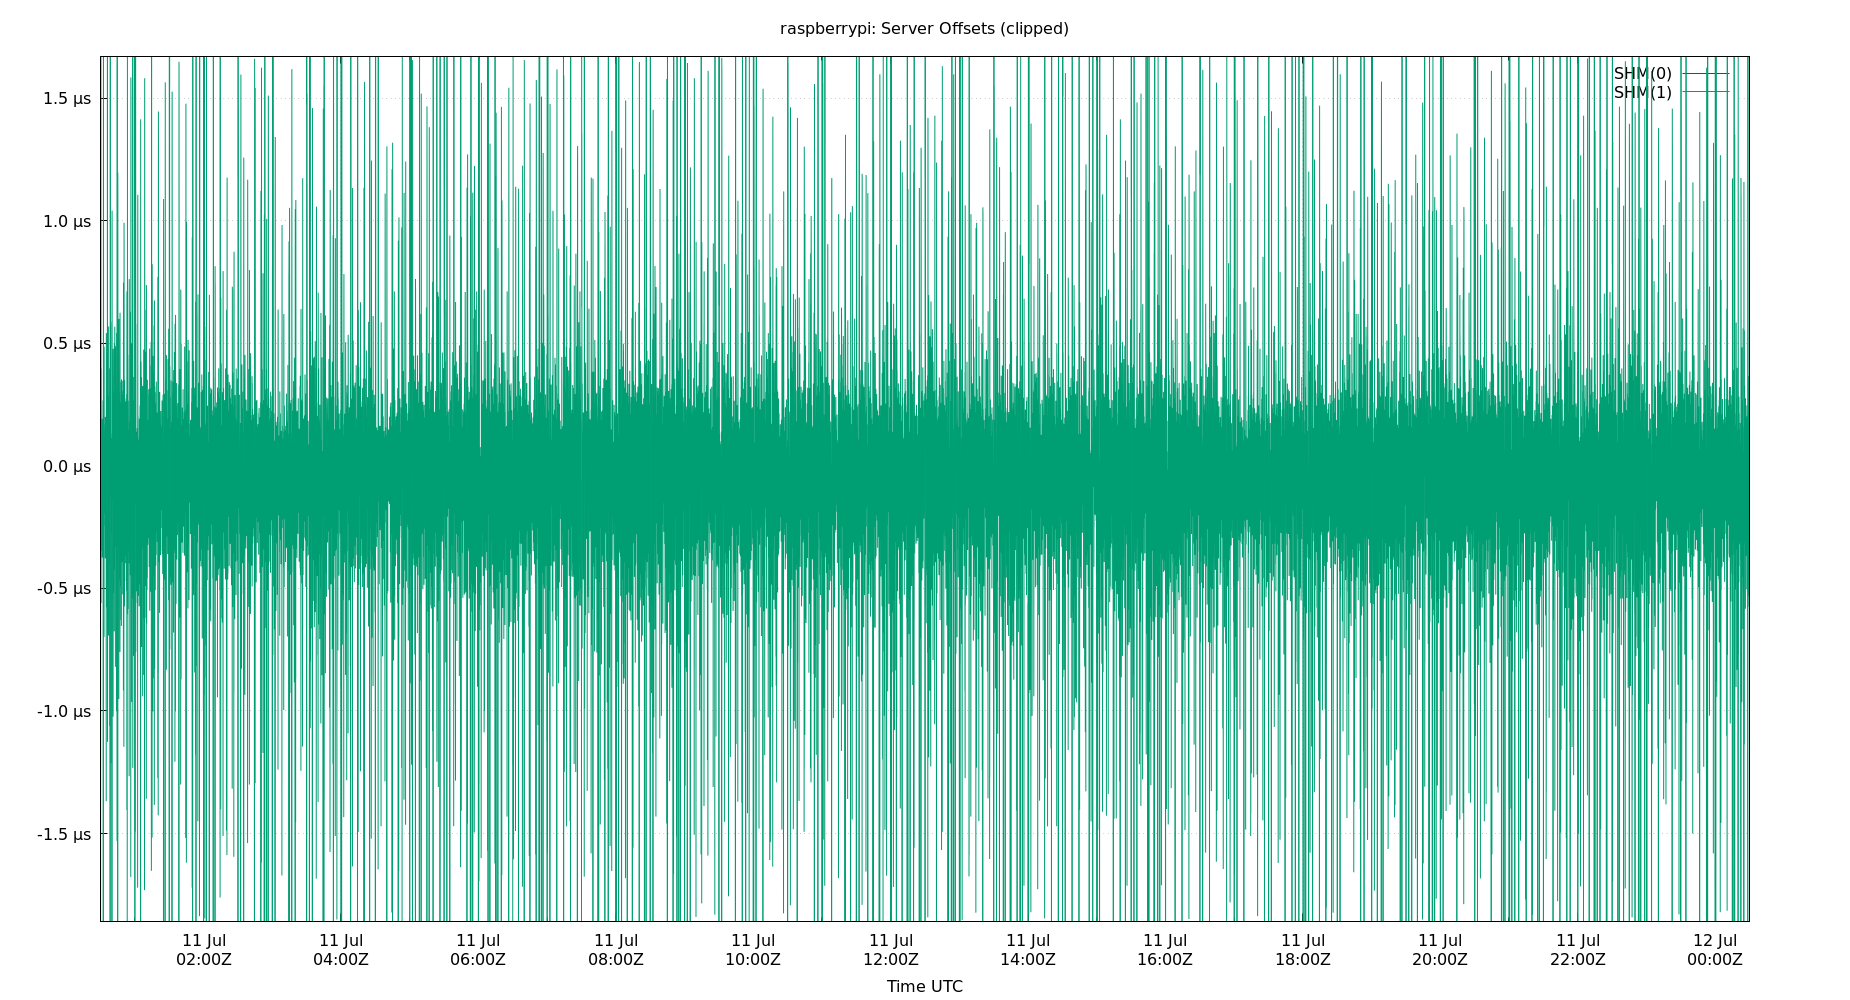 raspberrypi: Server Offsets (clipped)
SHM(0)
SHM(1)
1.5 µs
1.0 µs
0.5 µs
0.0 µs
-0.5 µs
-1.0 µs
-1.5 µs
11 Jul 11 Jul 11 Jul 11 Jul 11 Jul 11 Jul 11 Jul 11 Jul 11 Jul 11 Jul 11 Jul 12 Jul
02:00Z 04:00Z 06:00Z 08:00Z 10:00Z 12:00Z 14:00Z 16:00Z 18:00Z 20:00Z 22:00Z 00:00Z
Time UTC